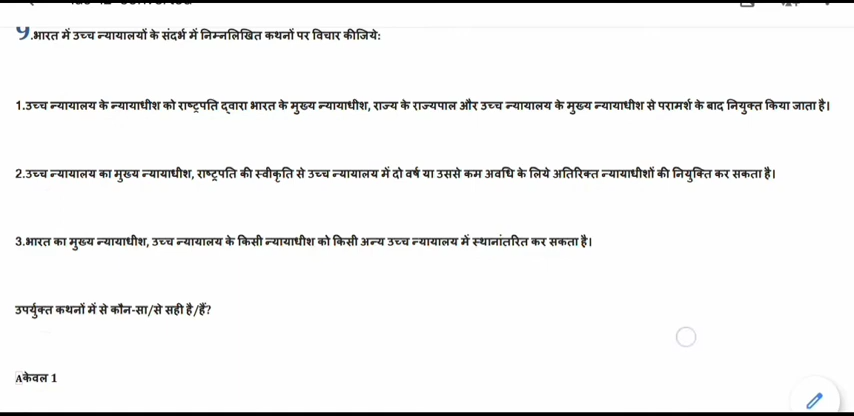 9.भारत में उच्च न्यायालयों के संदर्भ में निम्नलिखित कथनों पर विचार कीजिये:
1.उच्च न्यायालय के न्यायाधीश को राष्ट्रपति द्वारा भारत के मुख्य न्यायाधीश, राज्य के राज्यपाल और उच्च न्यायालय के मुख्य न्यायाधीश से परामर्श के बाद नियुक्त किया जाता है।
2.उच्च न्यायालय का मुख्य न्यायाधीश, राष्ट्रपति की स्वीकृति से उच्च न्यायालय में दो वर्ष या उससे कम अवधि के लिये अतिरिक्त न्यायाधीशों की नियुक्ति कर सकता है।
3.भारत का मुख्य न्यायाधीश, उच्च न्यायालय के किसी न्यायाधीश को किसी अन्य उच्च न्यायालय में स्थानांतरित कर सकता है।
उपर्युक्त कथनों में से कौन-सा/से सही है/हैं?
Aकेवल 1